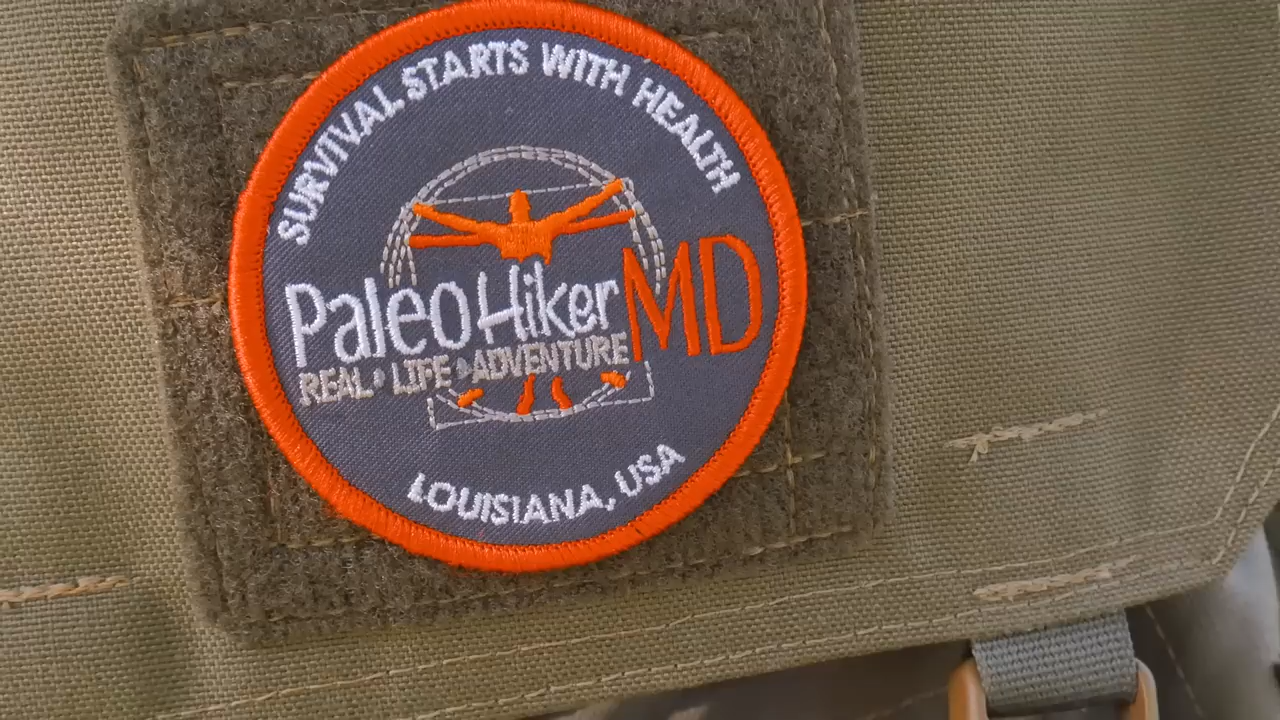 SURVIVAL STARTS WITH HEALTH
PaleoHikerMD
REAL • LIFE • ADVENTURE
LOUISIANA, USA